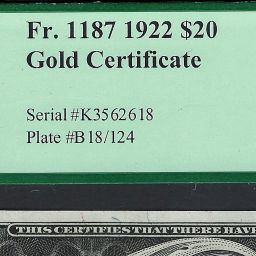 Fr. 1187 1922 $20
Gold Certificate
Serial #K3562618
Plate #B18/124
THIS CERTIFIES THAT THERE HAVE